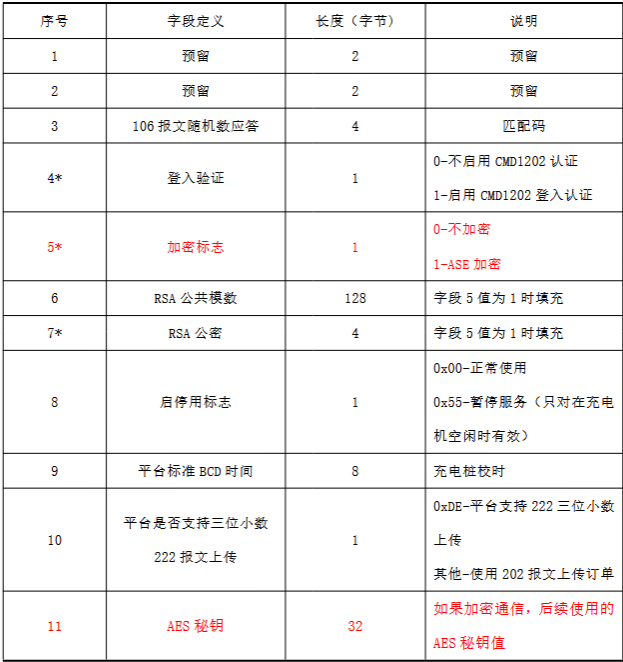 序号 字段定义 长度（字节） 说明
1 预留 2 预留
2 预留 2 预留
3 106报文随机数应答 4 匹配码
4* 登入验证 1 0-不启用 CMD1202 认证
1-启用 CMD1202 登入认证
5* 加密标志 1 0-不加密
1-ASE 加密
6 RSA 公共模数 128 字段 5 值为 1 时填充
7* RSA 公密 4 字段 5 值为 1 时填充
8 启停用标志 1 0x00-正常使用
0x55-暂停服务（只对在充电
机空闲时有效）
9 平台标准 BCD 时间 8 充电桩校时
10 平台是否支持三位小数
222 报文上传 1 0xDE-平台支持 222 三位小数
上传
其他-使用 202 报文上传订单
11 AES 秘钥 32 如果加密通信，后续使用的
AES 秘钥值